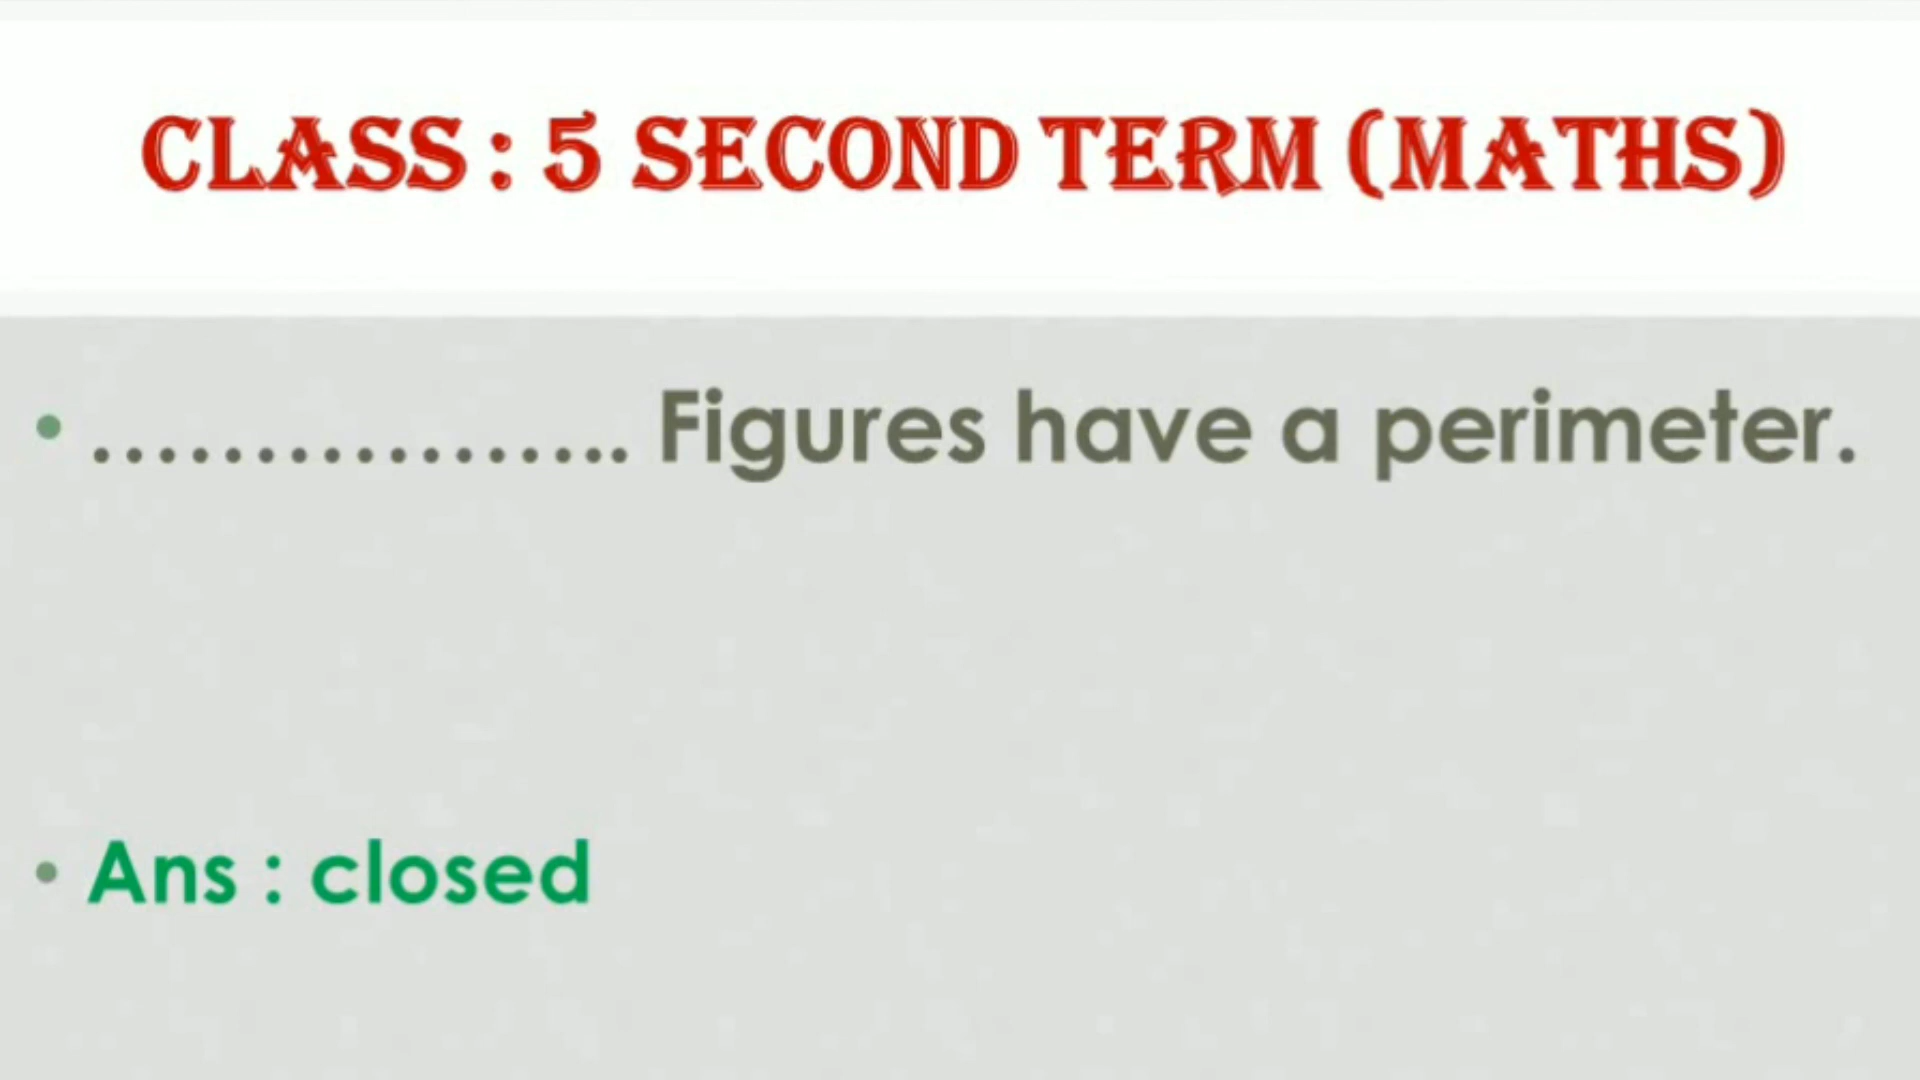 CLASS : 5 SECOND TERM (MATHS)
• ................. Figures have a perimeter.
• Ans : closed